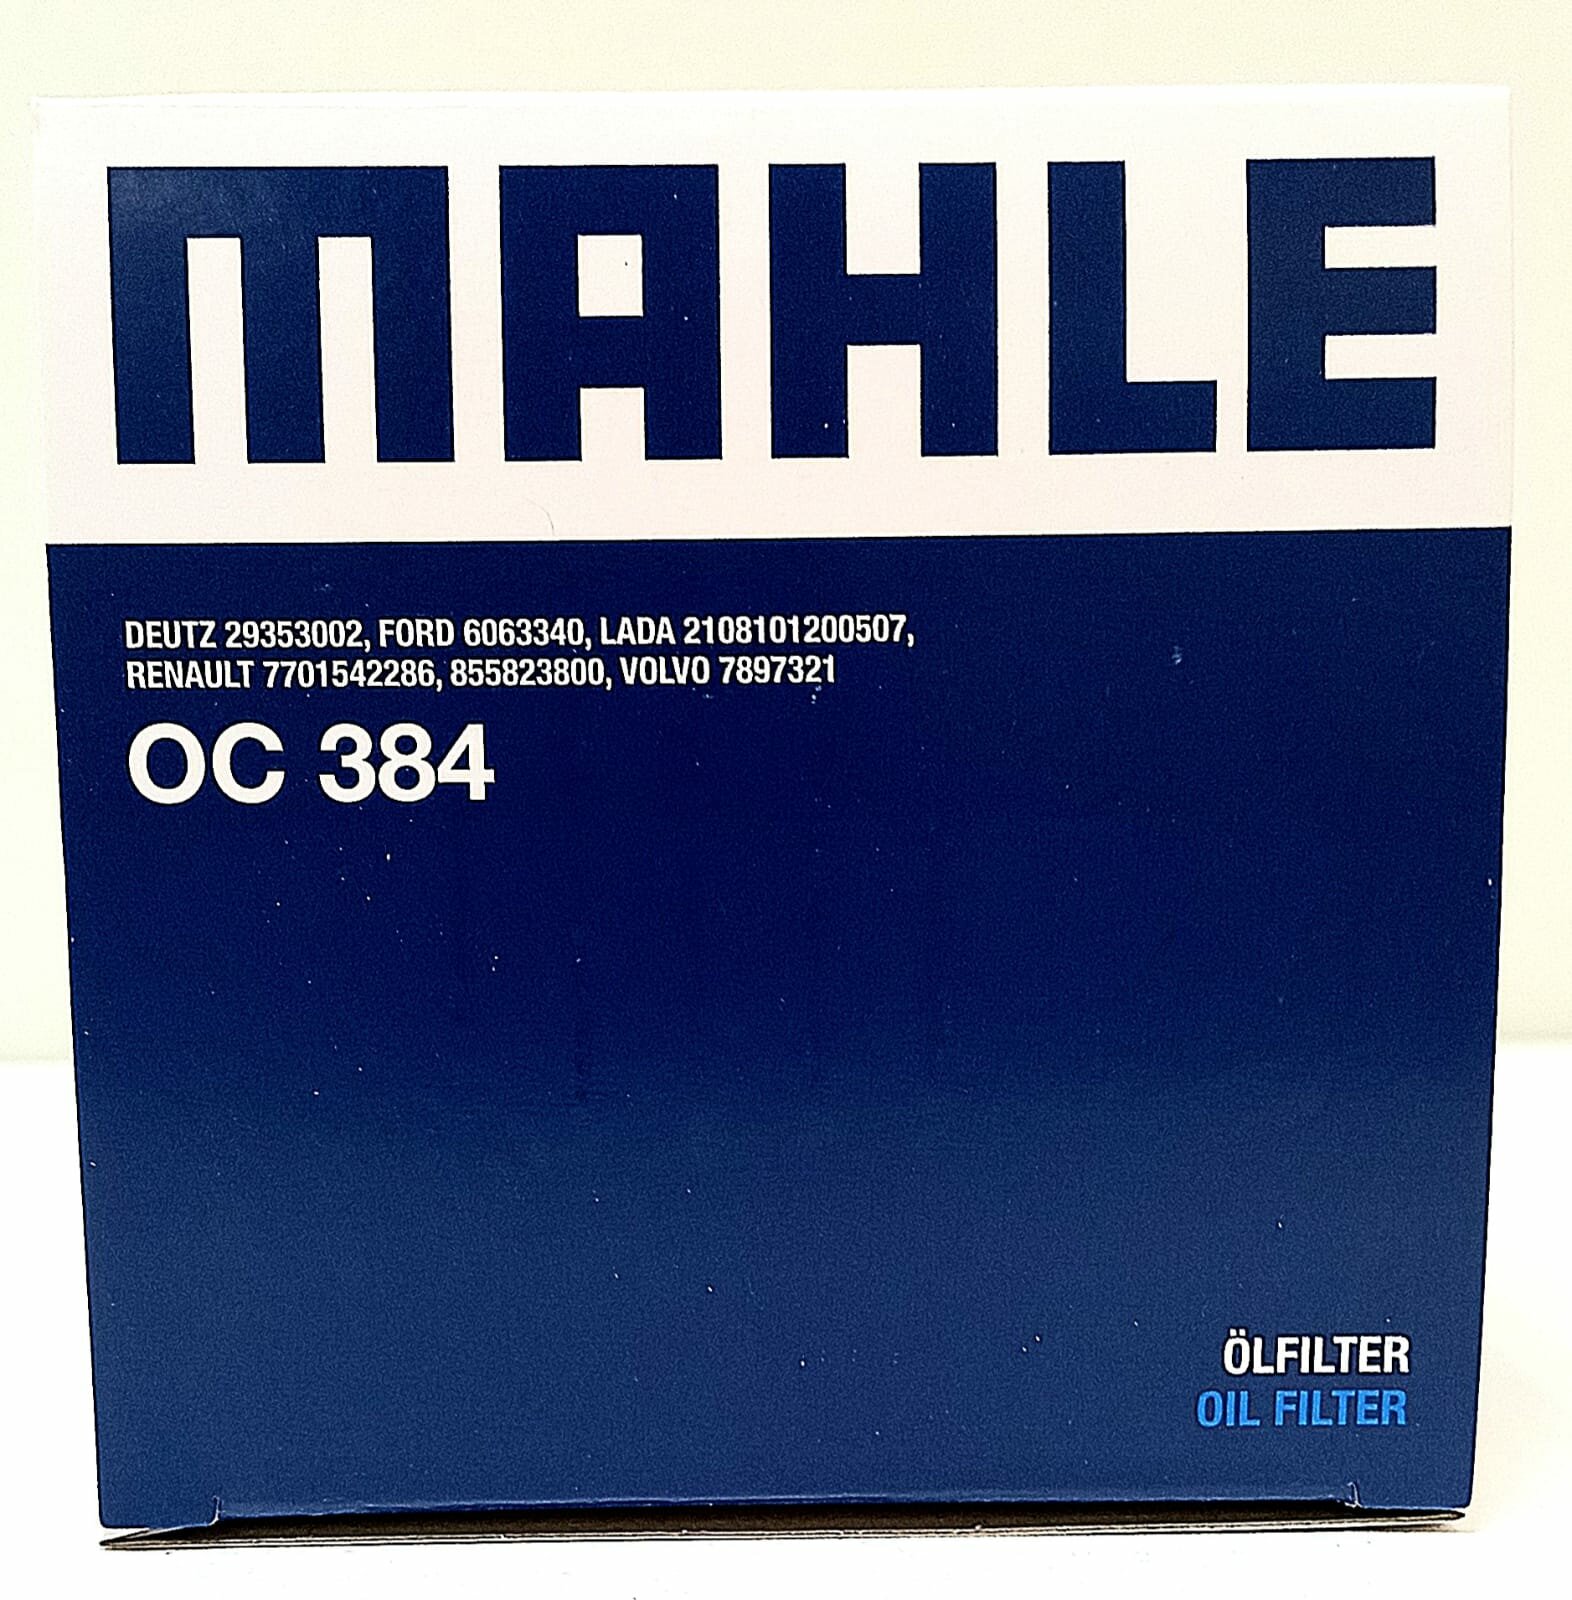 MAHLE
DEUTZ 29353002, FORD 6063340, LADA 2108101200507,
RENAULT 7701542286, 855823800, VOLVO 7897321
OC 384
ÖLFILTER
OIL FILTER